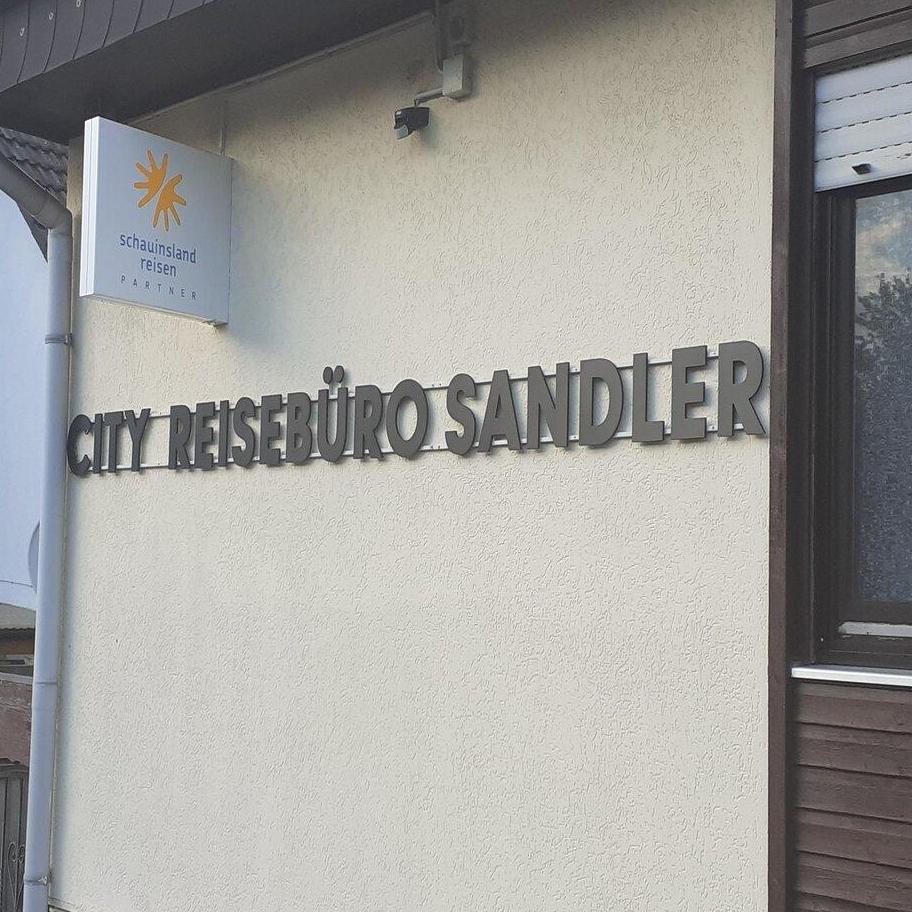 schauinsland
reisen
PARTNER
CITY REISEBÜRO SANDLER